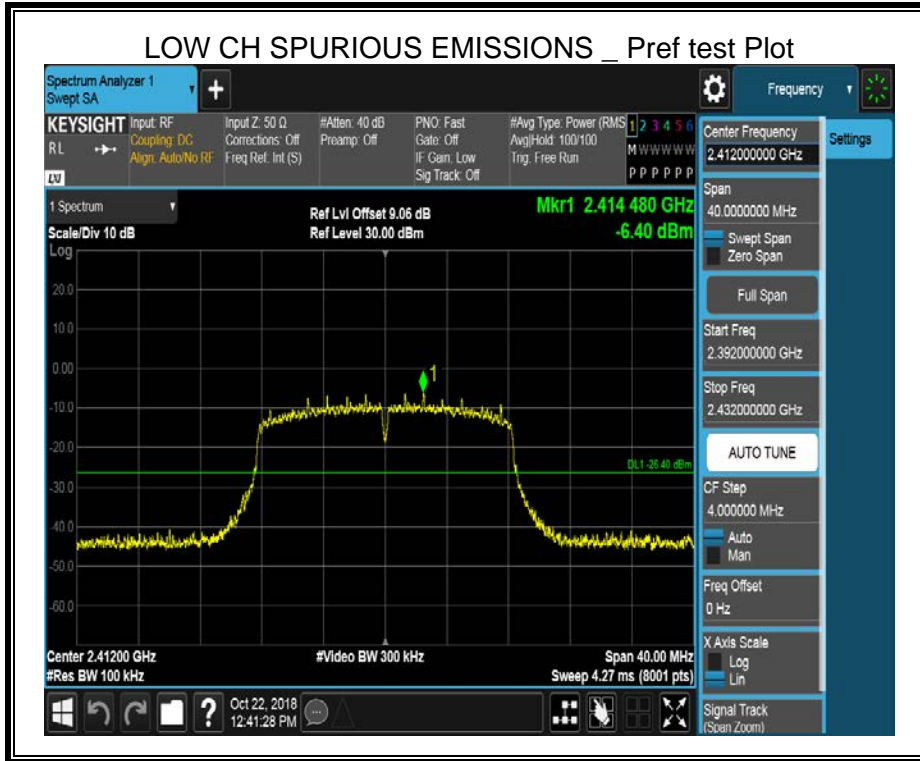 LOW CH SPURIOUS EMISSIONS _ Pref test Plot
Spectrum Analyzer 1
Swept SA
+
Frequency
KEYSIGHT
RL
LXI
Input: RF
Coupling: DC
Align: Auto/No RF
Input Z: 50 Ω
Corrections: Off
Freq Ref: Int (S)
#Atten: 40 dB
Preamp: Off
PNO: Fast
Gate: Off
IF Gain: Low
Sig Track: Off
#Avg Type: Power (RMS
Avg|Hold: 100/100
Trig: Free Run
1 2 3 4 5 6
M W W W W W
P P P P P P
Center Frequency
2.412000000 GHz
Settings
1 Spectrum
Scale/Div 10 dB
Ref Lvl Offset 9.06 dB
Ref Level 30.00 dBm
Mkr1 2.414 480 GHz
-6.40 dBm
Span
40.0000000 MHz
Swept Span
Zero Span
Full Span
Start Freq
2.392000000 GHz
Stop Freq
2.432000000 GHz
AUTO TUNE
CF Step
4.000000 MHz
Auto
Man
Freq Offset
0 Hz
X Axis Scale
Log
Lin
Signal Track
(Span Zoom)
Log
20.0
10.0
0.00
-10.0
-20.0
-30.0
-40.0
-50.0
-60.0
1
DL1 -26.40 dBm
Center 2.41200 GHz
#Res BW 100 kHz
#Video BW 300 kHz
Span 40.00 MHz
Sweep 4.27 ms (8001 pts)
?
Oct 22, 2018
12:41:28 PM